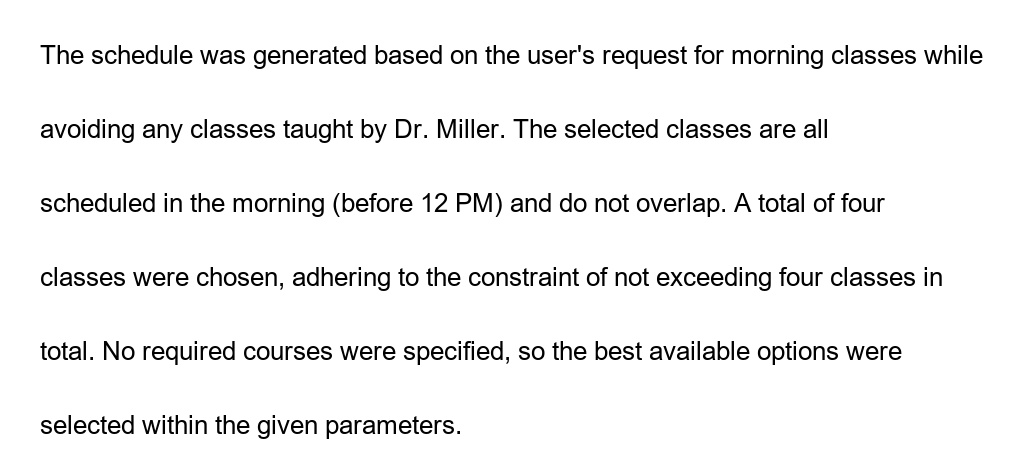 The schedule was generated based on the user's request for morning classes while
avoiding any classes taught by Dr. Miller. The selected classes are all
scheduled in the morning (before 12 PM) and do not overlap. A total of four
classes were chosen, adhering to the constraint of not exceeding four classes in
total. No required courses were specified, so the best available options were
selected within the given parameters.